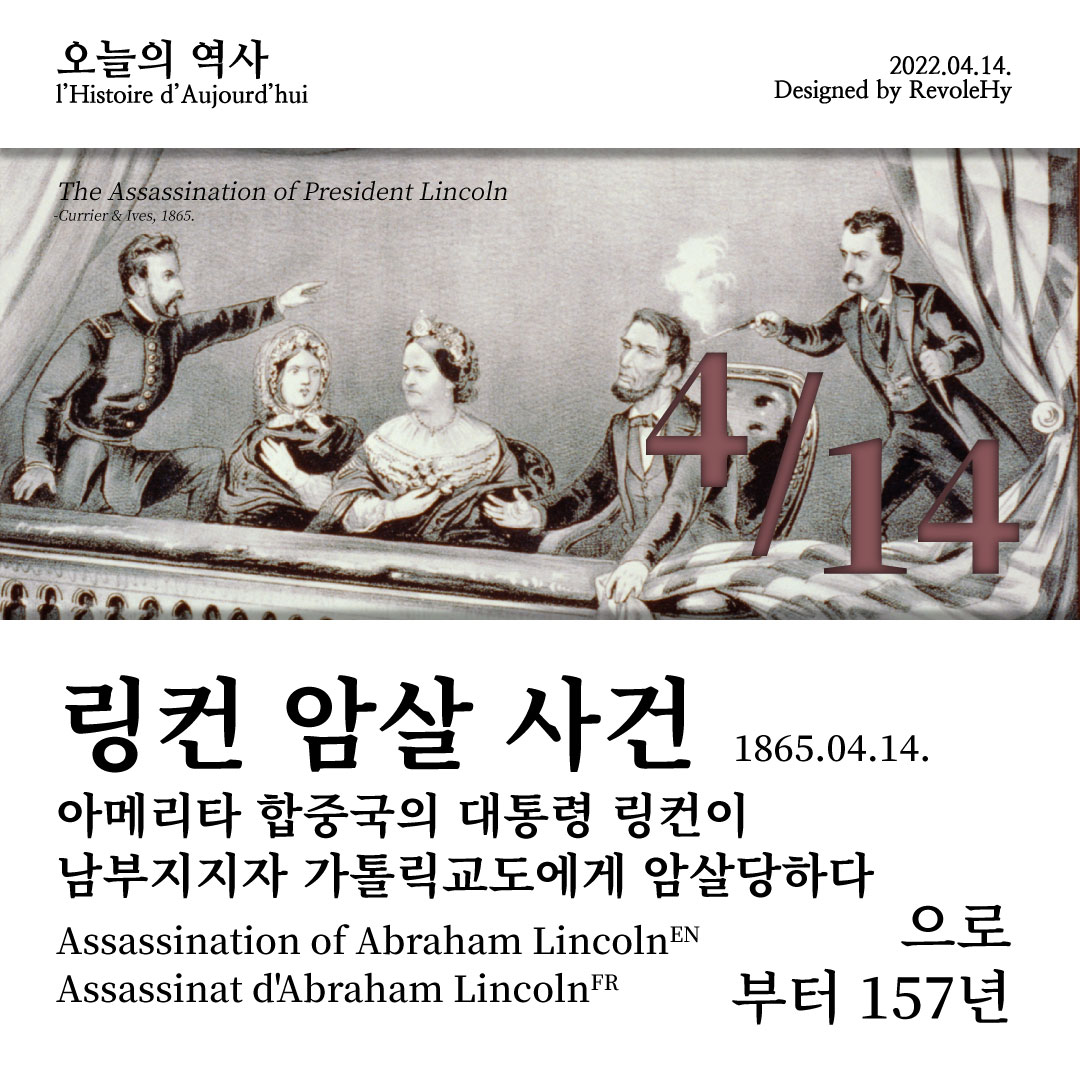 오늘의 역사
l’Histoire d’Aujourd’hui
2022.04.14.
Designed by RevoleHy
The Assassination of President Lincoln
-Currier & Ives, 1865.
4/14
링컨 암살 사건 1865.04.14.
아메리타 합중국의 대통령 링컨이
남부지지자 가톨릭교도에게 암살당하다
Assassination of Abraham LincolnEN
Assassinat d'Abraham LincolnFR
으로
부터 157년